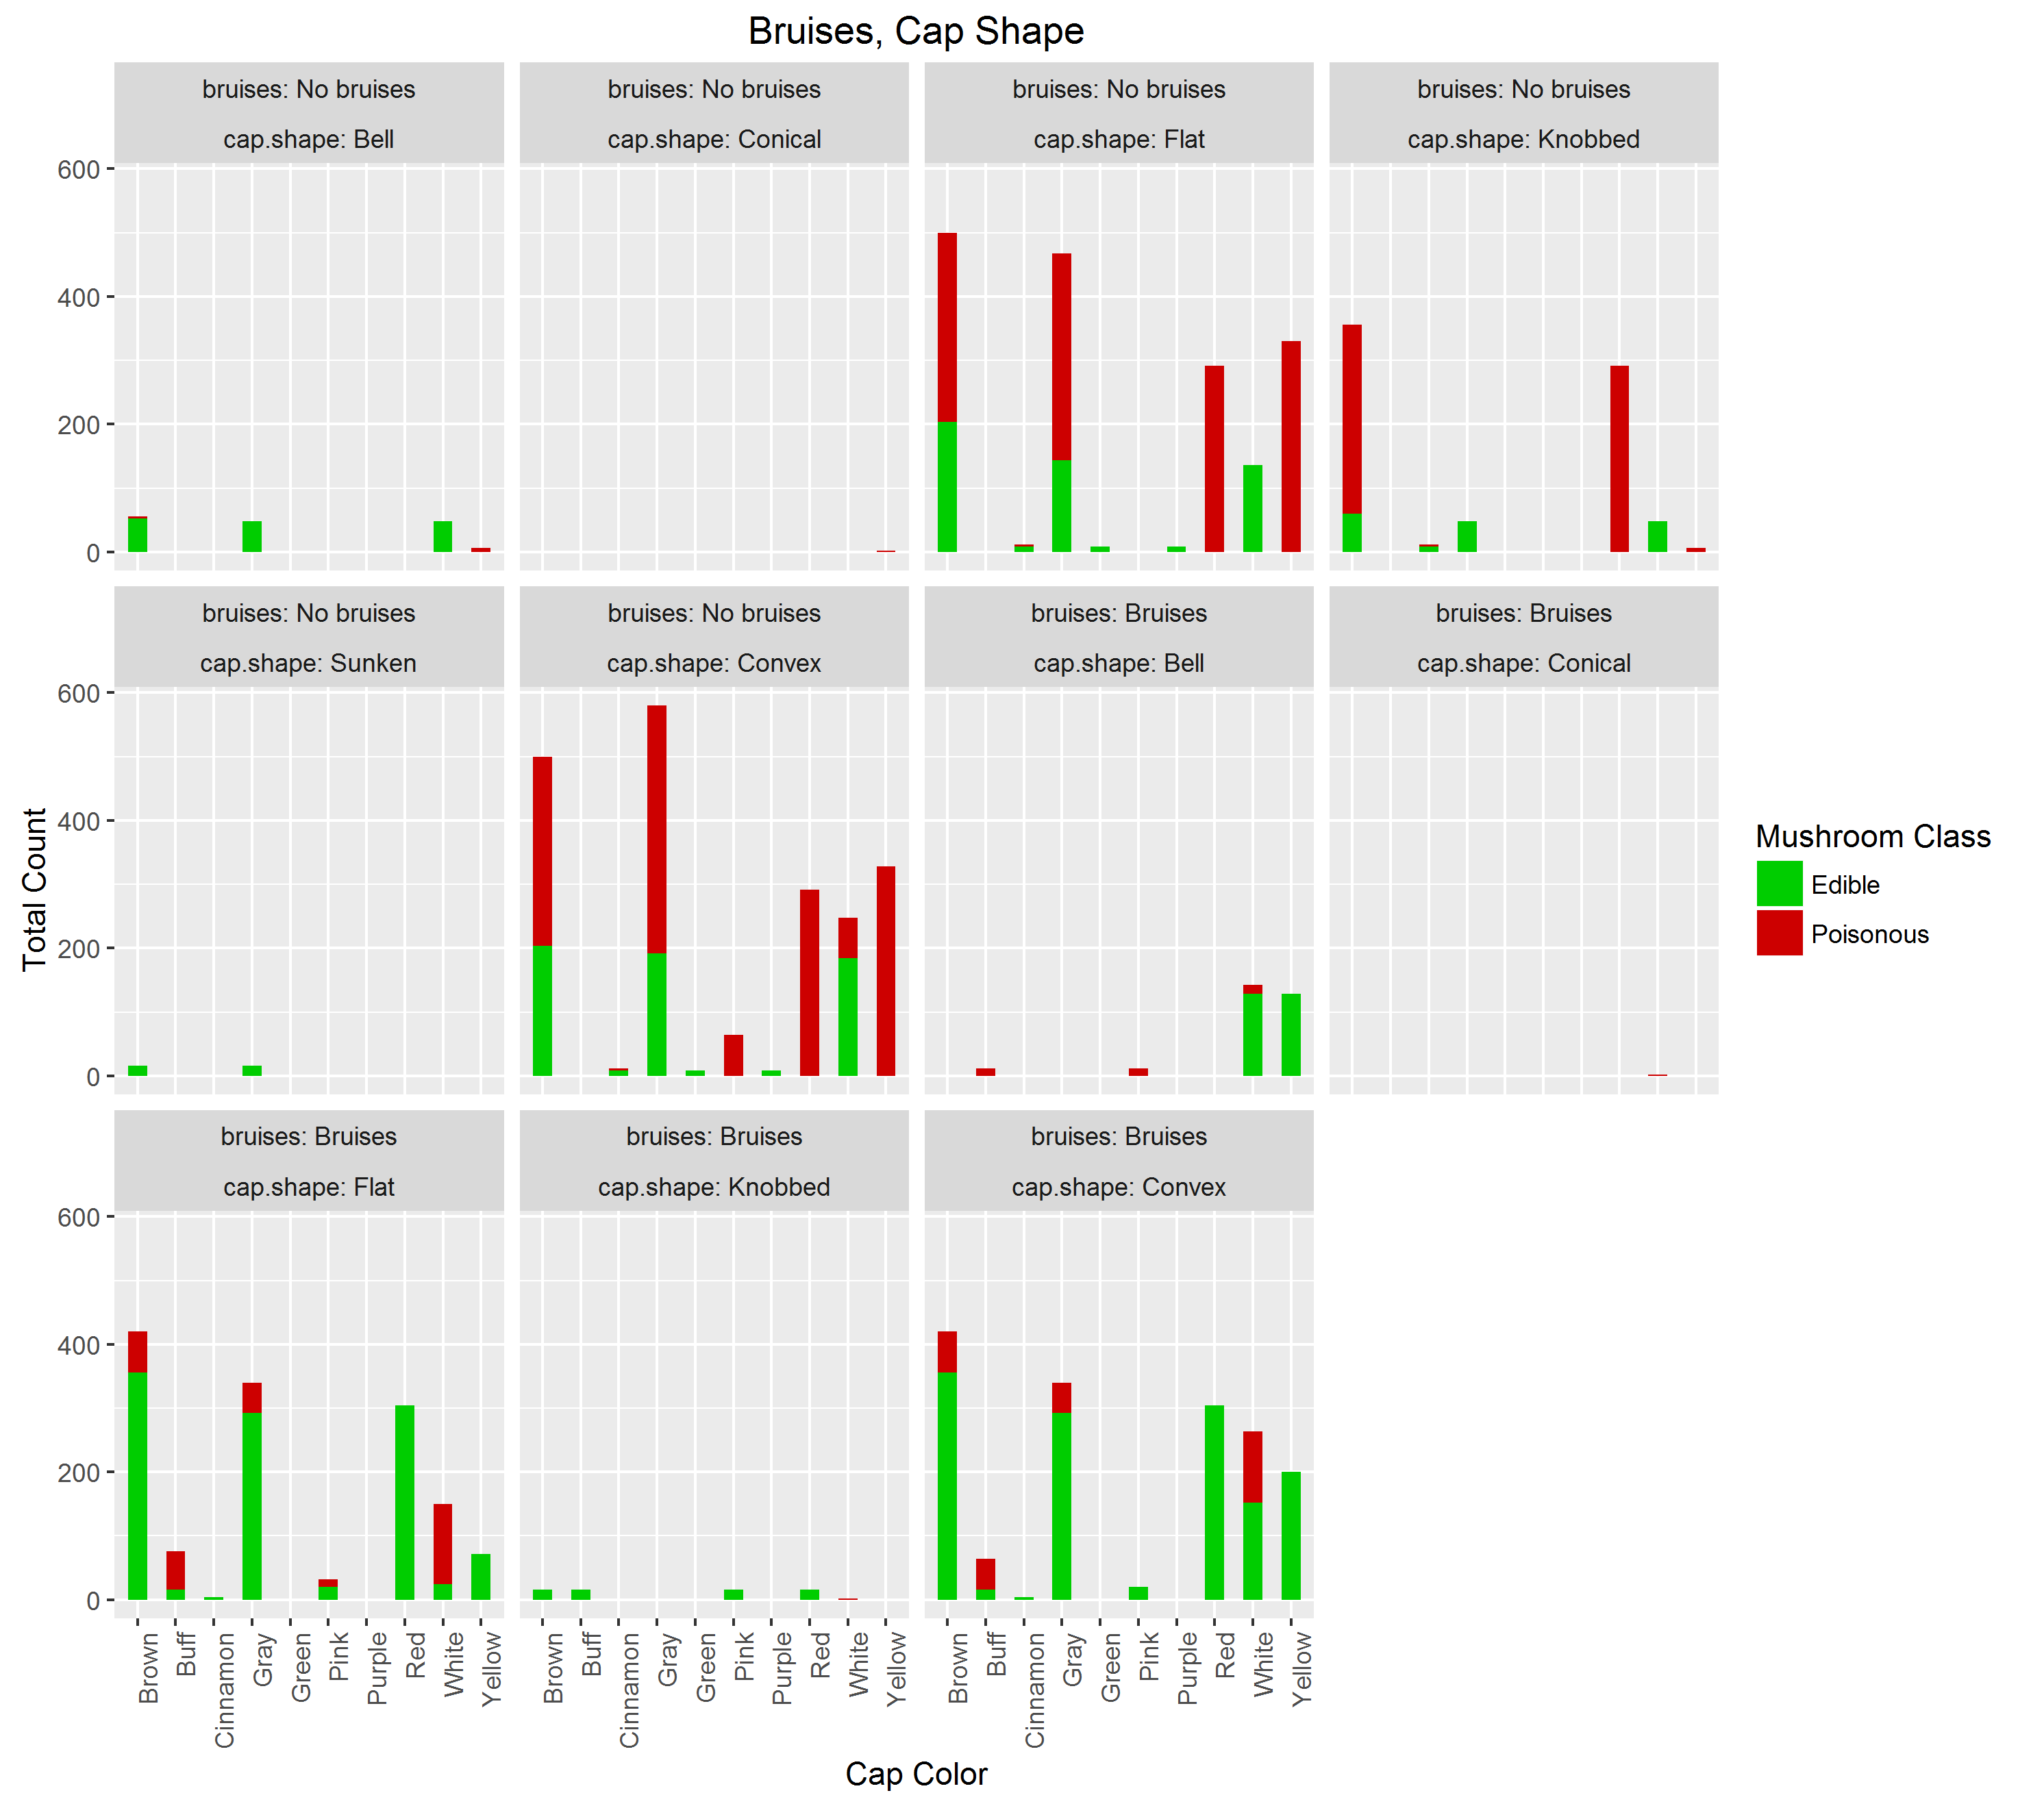 Bruises, Cap Shape
bruises: No bruises
cap.shape: Bell
bruises: No bruises
cap.shape: Conical
bruises: No bruises
cap.shape: Flat
bruises: No bruises
cap.shape: Knobbed
600
400
200
0
bruises: No bruises
cap.shape: Sunken
bruises: No bruises
cap.shape: Convex
bruises: Bruises
cap.shape: Bell
bruises: Bruises
cap.shape: Conical
600
400
200
0
Total Count
Mushroom Class
Edible
Poisonous
bruises: Bruises
cap.shape: Flat
bruises: Bruises
cap.shape: Knobbed
bruises: Bruises
cap.shape: Convex
600
400
200
0
Brown
Buff
Cinnamon
Gray
Green
Pink
Purple
Red
White
Yellow
Brown
Buff
Cinnamon
Gray
Green
Pink
Purple
Red
White
Yellow
Brown
Buff
Cinnamon
Gray
Green
Pink
Purple
Red
White
Yellow
Cap Color